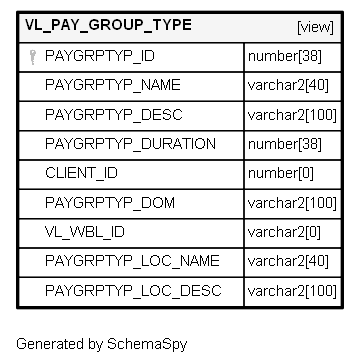 VL_PAY_GROUP_TYPE [view]
PAYGRPTYP_ID number[38]
PAYGRPTYP_NAME varchar2[40]
PAYGRPTYP_DESC varchar2[100]
PAYGRPTYP_DURATION number[38]
CLIENT_ID number[0]
PAYGRPTYP_DOM varchar2[100]
VL_WBL_ID varchar2[0]
PAYGRPTYP_LOC_NAME varchar2[40]
PAYGRPTYP_LOC_DESC varchar2[100]
Generated by SchemaSpy